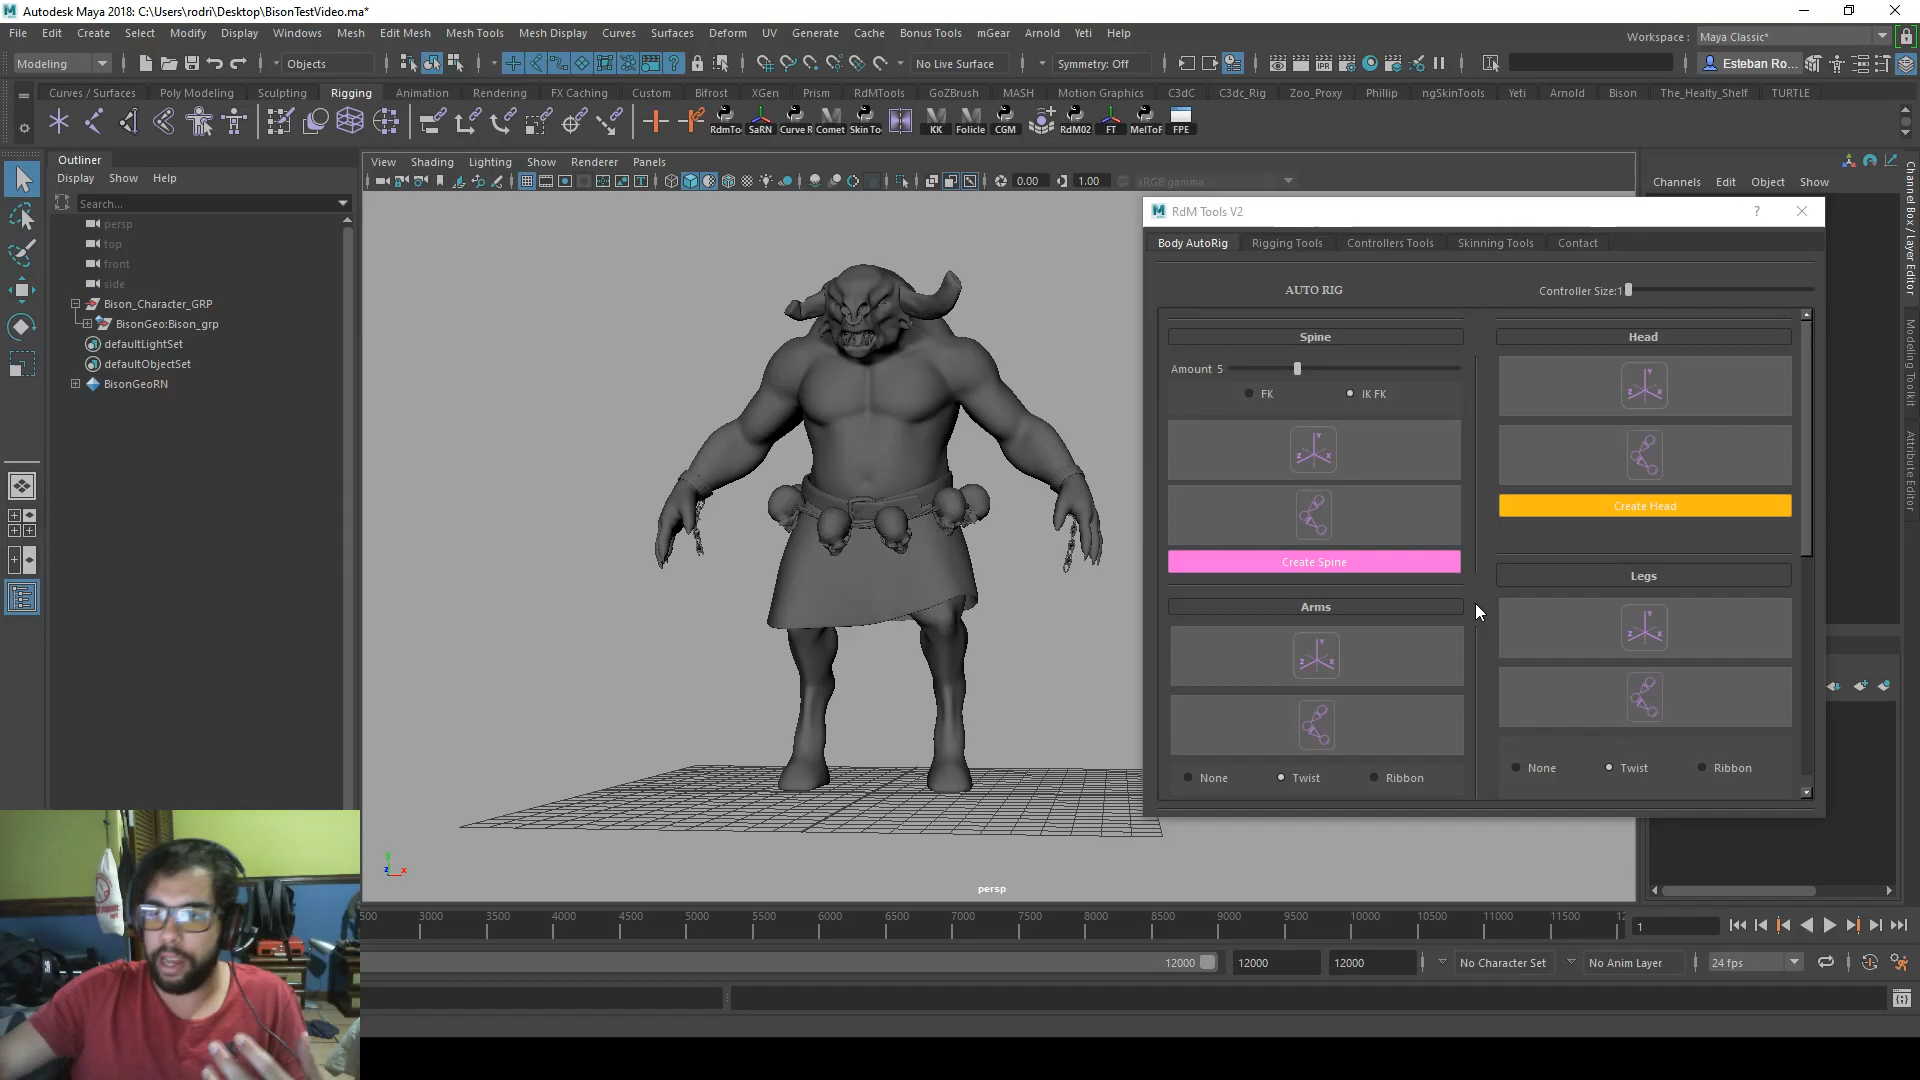 Autodesk Maya 2018: C:\Users\rodri\Desktop\BisonTestVideo.ma*
File Edit Create Select Modify Display Windows Mesh Edit Mesh Mesh Tools Mesh Display Curves Surfaces Deform UV Generate Cache Bonus Tools mGear Arnold Yeti Help
Workspace : Maya Classic*
Modeling Objects No Live Surface Symmetry: Off Esteban Ro...
Curves / Surfaces Poly Modeling Sculpting Rigging Animation Rendering FX Caching Custom Bifrost XGen Prism RdMTools GoZBrush MASH Motion Graphics C3DC C3dc_Rig Zoo_Proxy Phillip ngSkinTools Yeti Arnold Bison The_Healty_Shelf TURTLE
RdmTo SaRN Curve R Comet Skin To KK Folicle CGM RdM02 FT MelToF FPE
Outliner
Display Show Help
Search...
persp
top
front
side
Bison_Character_GRP
BisonGeo:Bison_grp
defaultLightSet
defaultObjectSet
BisonGeoRN
View Shading Lighting Show Renderer Panels
0.00 1.00 sRGB gamma
Channels Edit Object Show
Channel Box / Layer Editor
Modeling Toolkit
Attribute Editor
RdM Tools V2 ?
Body AutoRig Rigging Tools Controllers Tools Skinning Tools Contact
AUTO RIG Controller Size:1
Spine Head
Amount 5
FK IK FK
Create Head
Create Spine
Legs
Arms
None Twist Ribbon
None Twist Ribbon
persp
500 3000 3500 4000 4500 5000 5500 6000 6500 7000 7500 8000 8500 9000 9500 10000 10500 11000 11500 12
1
12000 12000 12000 No Character Set No Anim Layer 24 fps